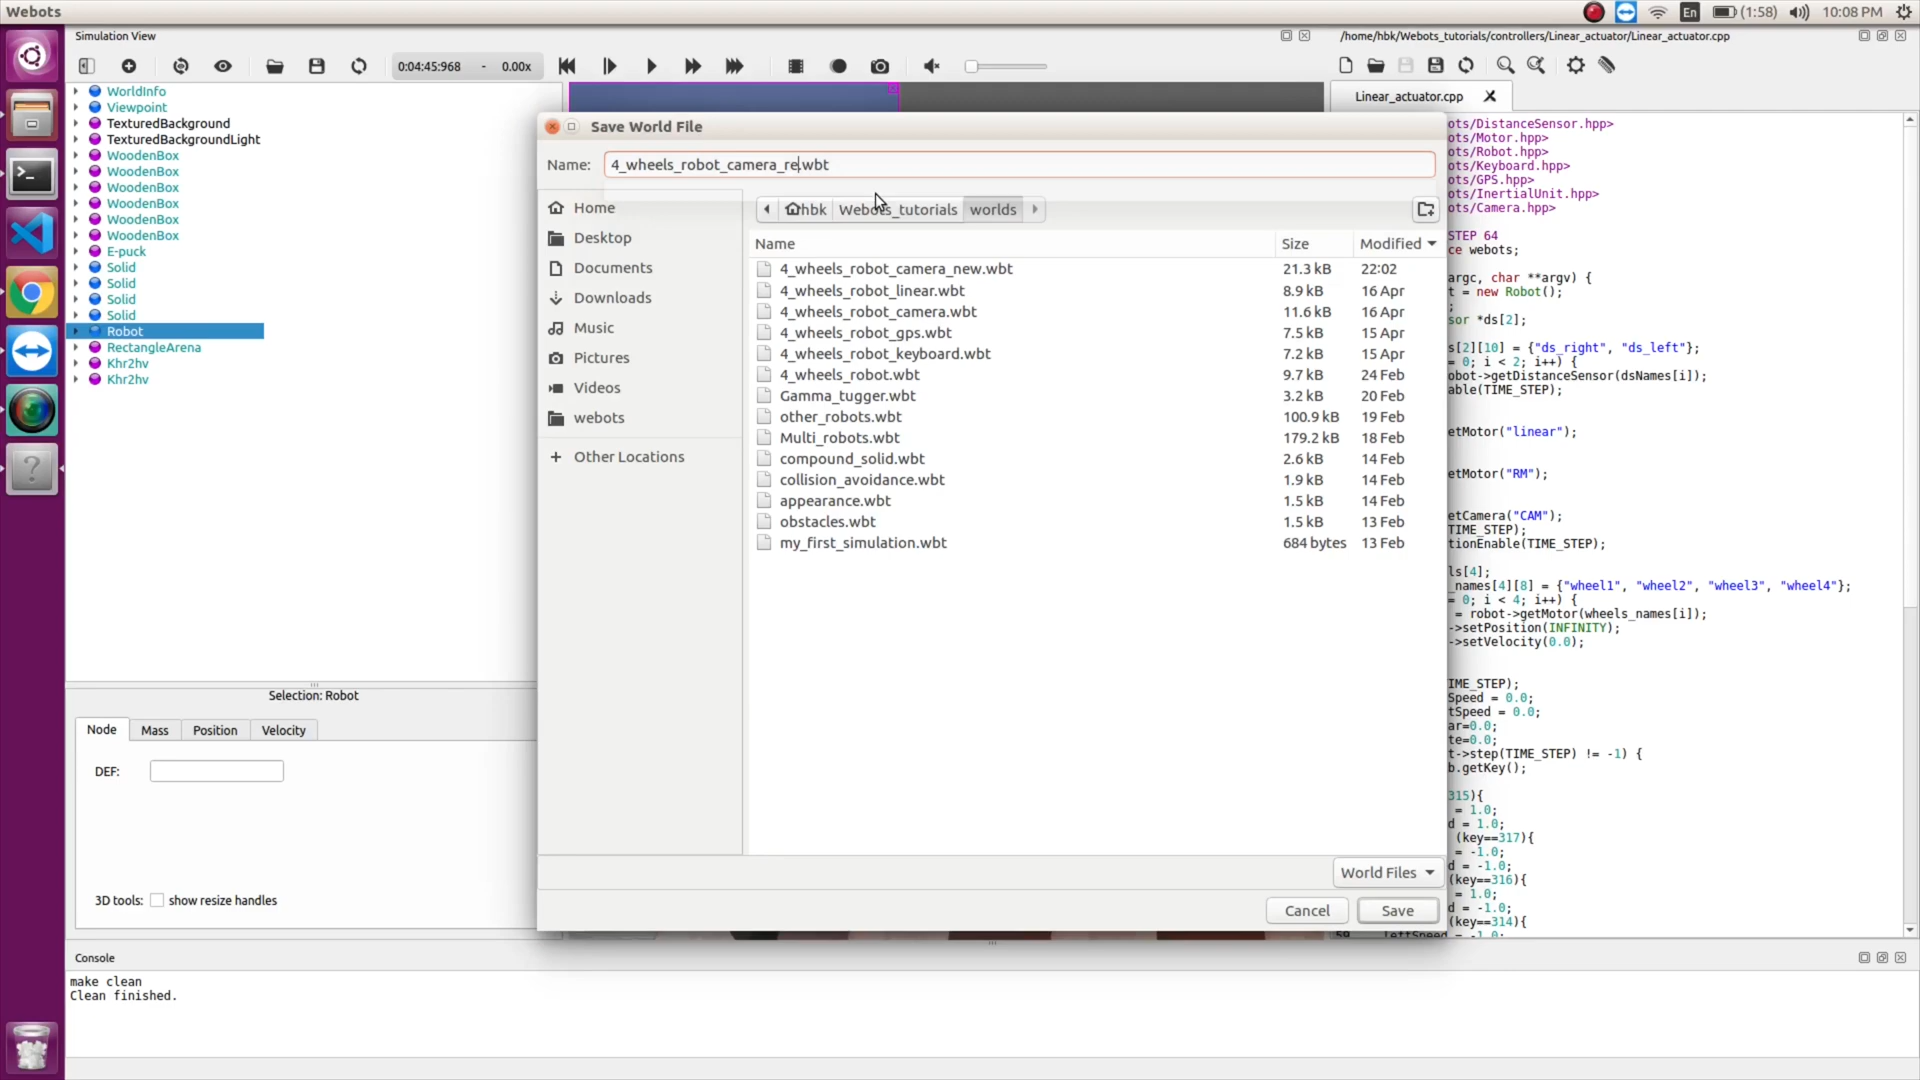 Webots
En
(1:58)
10:08 PM
Simulation View
/home/hbk/Webots_tutorials/controllers/Linear_actuator/Linear_actuator.cpp
0:04:45:968 - 0.00x
WorldInfo
Viewpoint
TexturedBackground
TexturedBackgroundLight
WoodenBox
WoodenBox
WoodenBox
WoodenBox
WoodenBox
WoodenBox
E-puck
Solid
Solid
Solid
Solid
Robot
RectangleArena
Khr2hv
Khr2hv
Selection: Robot
Node
Mass
Position
Velocity
DEF:
3D tools:
show resize handles
Save World File
Name: 4_wheels_robot_camera_re.wbt
Home
Desktop
Documents
Downloads
Music
Pictures
Videos
webots
Other Locations
hbk
Webots_tutorials
worlds
Name Size Modified
4_wheels_robot_camera_new.wbt 21.3 kB 22:02
4_wheels_robot_linear.wbt 8.9 kB 16 Apr
4_wheels_robot_camera.wbt 11.6 kB 16 Apr
4_wheels_robot_gps.wbt 7.5 kB 15 Apr
4_wheels_robot_keyboard.wbt 7.2 kB 15 Apr
4_wheels_robot.wbt 9.7 kB 24 Feb
Gamma_tugger.wbt 3.2 kB 20 Feb
other_robots.wbt 100.9 kB 19 Feb
Multi_robots.wbt 179.2 kB 18 Feb
compound_solid.wbt 2.6 kB 14 Feb
collision_avoidance.wbt 1.9 kB 14 Feb
appearance.wbt 1.5 kB 14 Feb
obstacles.wbt 1.5 kB 13 Feb
my_first_simulation.wbt 684 bytes 13 Feb
World Files
Cancel
Save
Linear_actuator.cpp
ots/DistanceSensor.hpp>
ots/Motor.hpp>
ots/Robot.hpp>
ots/Keyboard.hpp>
ots/GPS.hpp>
ots/InertialUnit.hpp>
ots/Camera.hpp>
STEP 64
ce webots;
argc, char **argv) {
t = new Robot();
;
sor *ds[2];
s[2][10] = {"ds_right", "ds_left"};
= 0; i < 2; i++) {
obot->getDistanceSensor(dsNames[i]);
able(TIME_STEP);
etMotor("linear");
etMotor("RM");
etCamera("CAM");
TIME_STEP);
tionEnable(TIME_STEP);
ls[4];
_names[4][8] = {"wheel1", "wheel2", "wheel3", "wheel4"};
= 0; i < 4; i++) {
= robot->getMotor(wheels_names[i]);
->setPosition(INFINITY);
->setVelocity(0.0);
IME_STEP);
Speed = 0.0;
tSpeed = 0.0;
ar=0.0;
te=0.0;
t->step(TIME_STEP) != -1) {
b.getKey();
315){
= 1.0;
d = 1.0;
(key==317){
= -1.0;
d = -1.0;
(key==316){
= 1.0;
d = -1.0;
(key==314){
59 leftSpeed = -1.0;
Console
make clean
Clean finished.